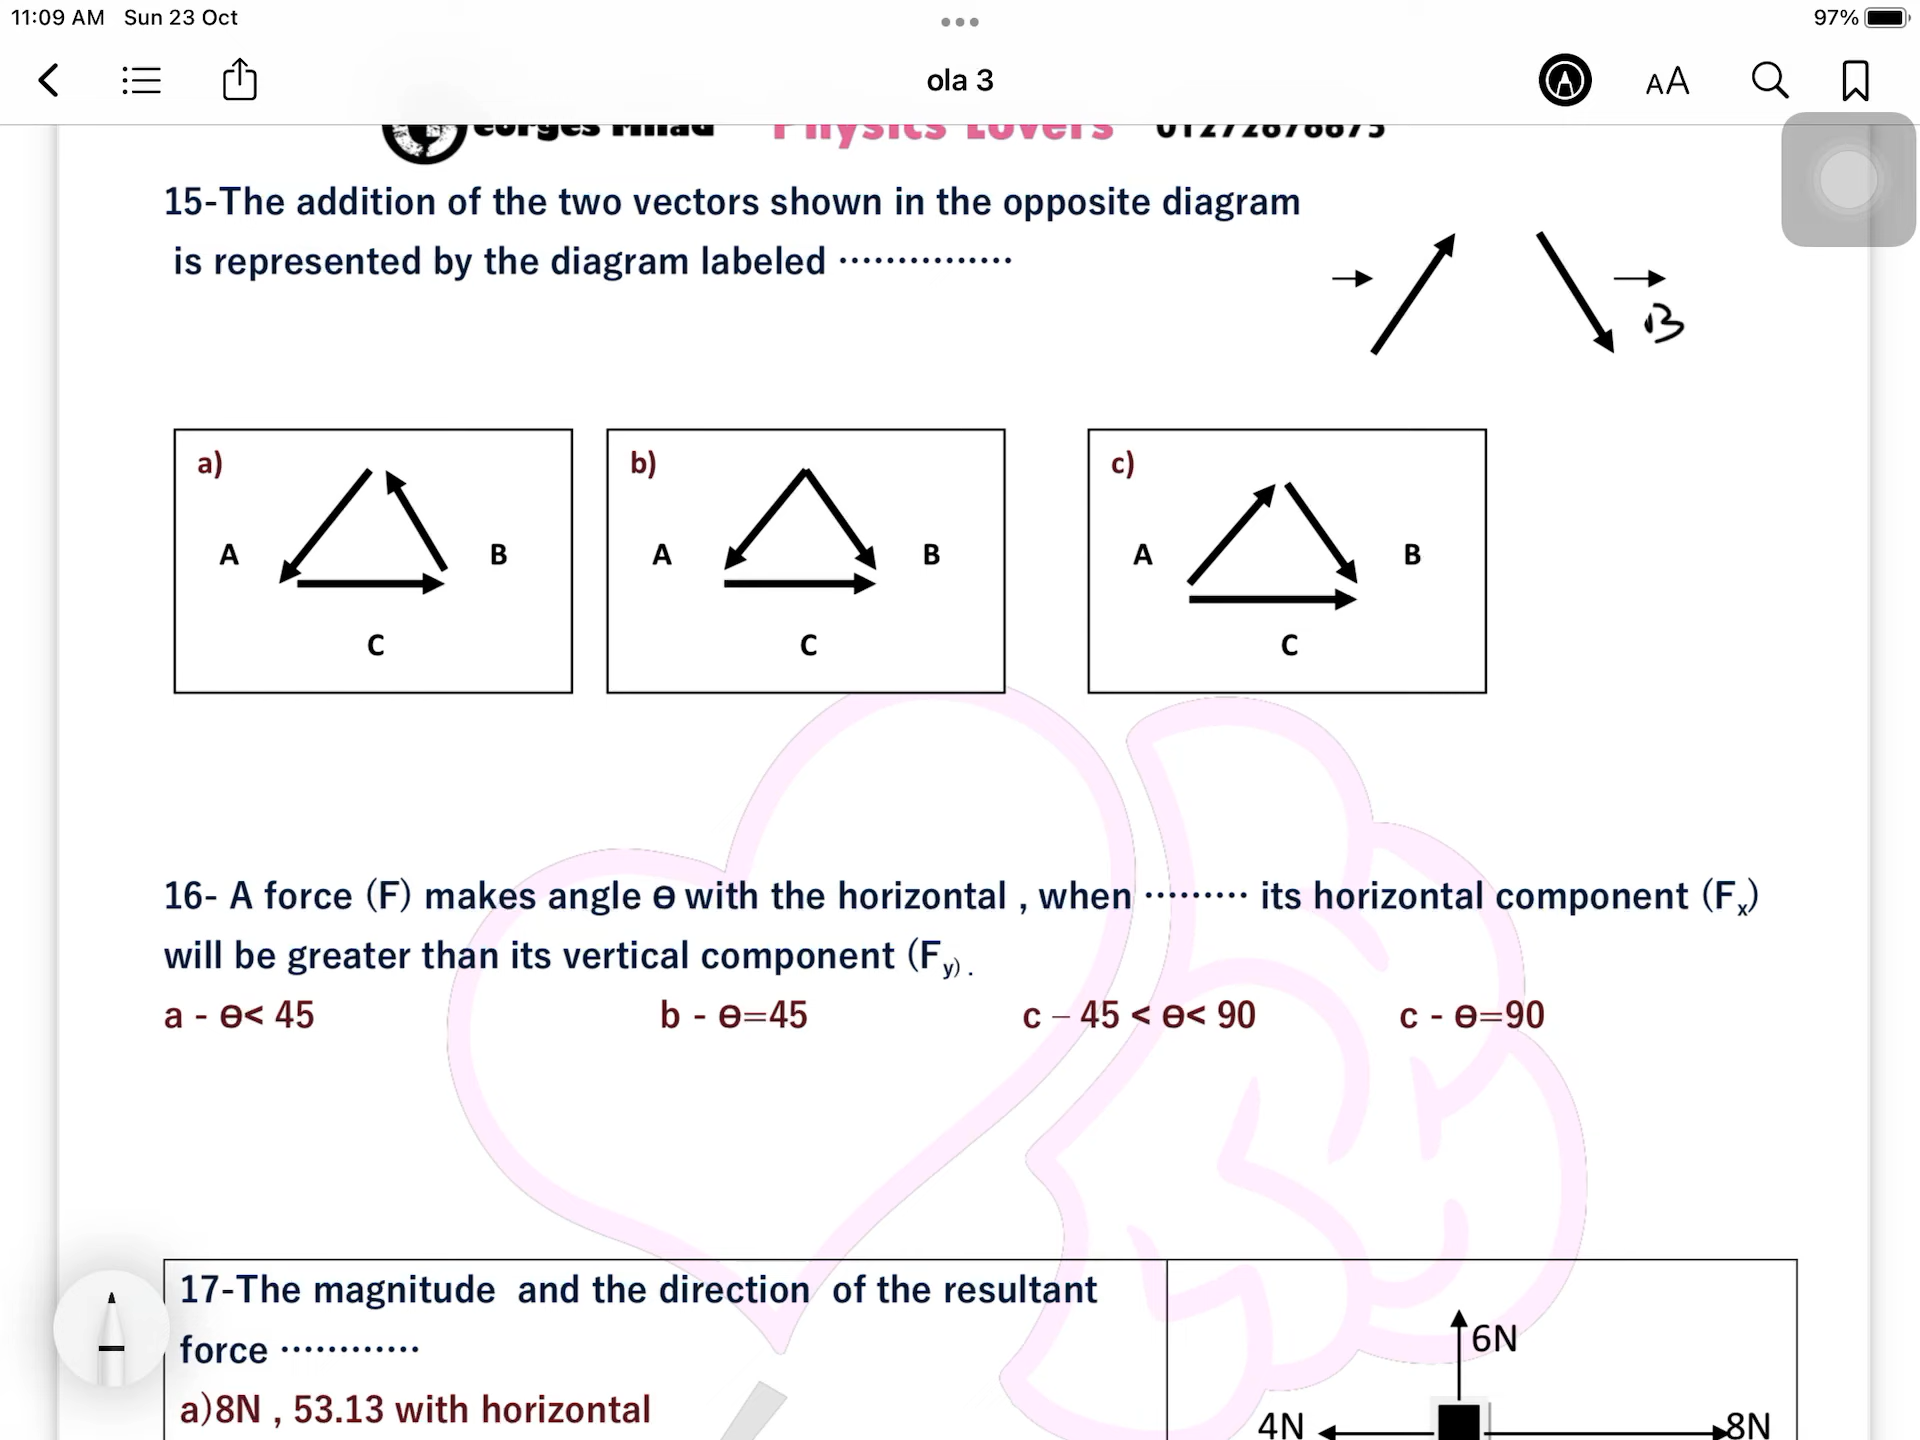 11:09 AM Sun 23 Oct
97%
ola 3
AA
Physics Lovers 01272878875
15-The addition of the two vectors shown in the opposite diagram
is represented by the diagram labeled ...............
B
a)
A
B
C
b)
A
B
C
c)
A
B
C
16- A force (F) makes angle ө with the horizontal , when ......... its horizontal component (Fx)
will be greater than its vertical component (Fy) .
a - ө< 45
b - ө=45
c – 45 < ө< 90
c - ө=90
17-The magnitude and the direction of the resultant
force ............
a)8N , 53.13 with horizontal
6N
4N
8N